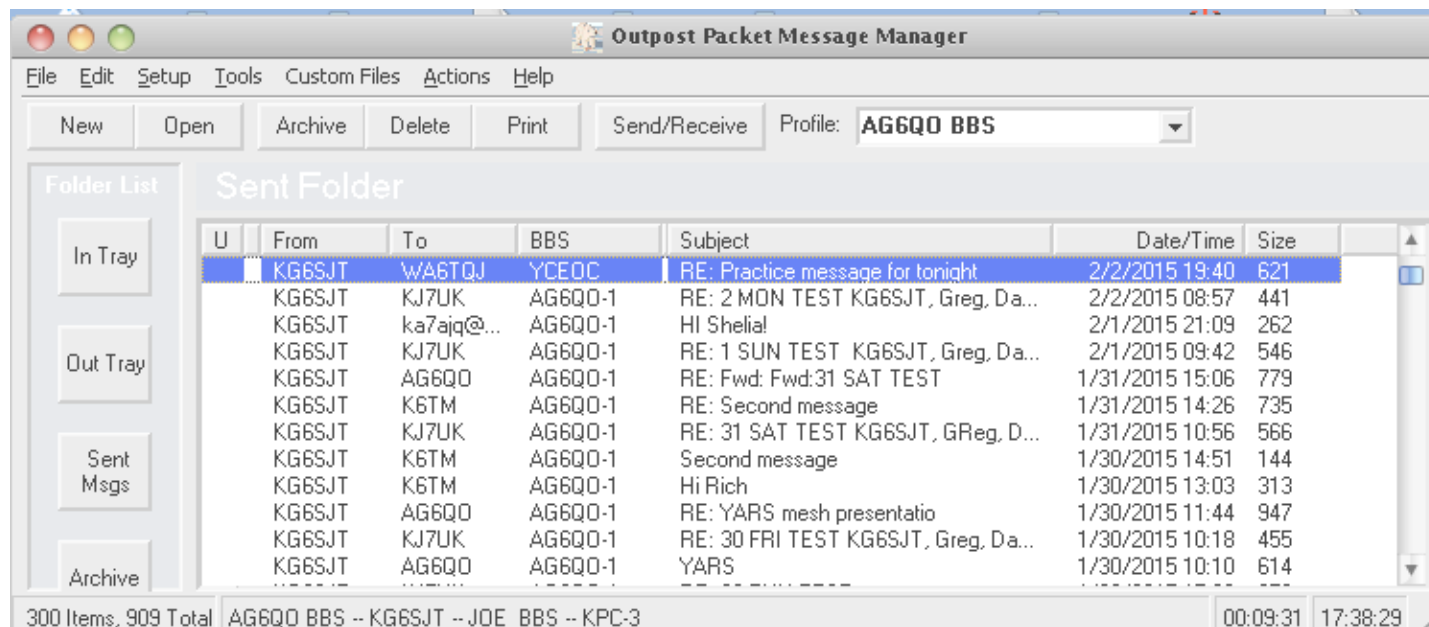 Outpost Packet Message Manager
File Edit Setup Tools Custom Files Actions Help
New Open Archive Delete Print Send/Receive Profile: AG6QO BBS
Folder List Sent Folder
In Tray
Out Tray
Sent Msgs
Archive
U From To BBS Subject Date/Time Size
KG6SJT WA6TQJ YCEOC RE: Practice message for tonight 2/2/2015 19:40 621
KG6SJT KJ7UK AG6QO-1 RE: 2 MON TEST KG6SJT, Greg, Da... 2/2/2015 08:57 441
KG6SJT ka7ajq@... AG6QO-1 HI Shelia! 2/1/2015 21:09 262
KG6SJT KJ7UK AG6QO-1 RE: 1 SUN TEST  KG6SJT, Greg, Da... 2/1/2015 09:42 546
KG6SJT AG6QO AG6QO-1 RE: Fwd: Fwd:31 SAT TEST 1/31/2015 15:06 779
KG6SJT K6TM AG6QO-1 RE: Second message 1/31/2015 14:26 735
KG6SJT KJ7UK AG6QO-1 RE: 31 SAT TEST KG6SJT, GReg, D... 1/31/2015 10:56 566
KG6SJT K6TM AG6QO-1 Second message 1/30/2015 14:51 144
KG6SJT K6TM AG6QO-1 Hi Rich 1/30/2015 13:03 313
KG6SJT AG6QO AG6QO-1 RE: YARS mesh presentatio 1/30/2015 11:44 947
KG6SJT KJ7UK AG6QO-1 RE: 30 FRI TEST KG6SJT, Greg, Da... 1/30/2015 10:18 455
KG6SJT AG6QO AG6QO-1 YARS 1/30/2015 10:10 614
300 Items, 909 Total AG6QO BBS -- KG6SJT -- JOE BBS -- KPC-3 00:09:31 17:38:29